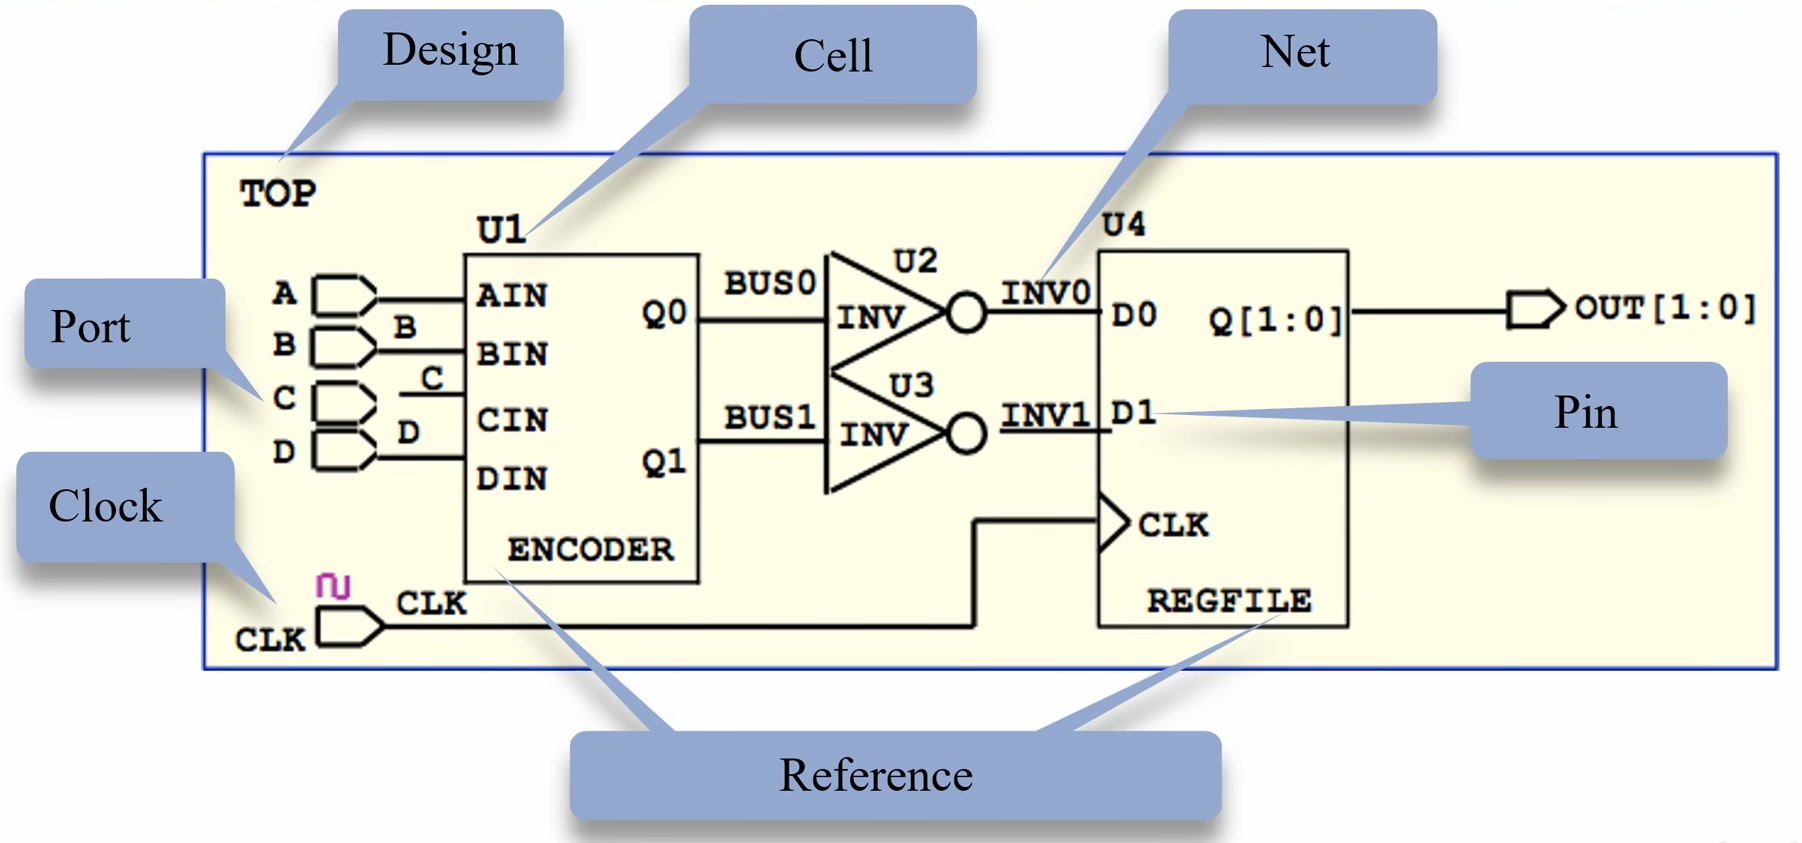 Design
Cell
Net
TOP
U1
U4
U2
A
AIN
Q0
BUS0
INV
INV0
D0
Q[1:0]
OUT[1:0]
Port
B
B
BIN
C
C
CIN
U3
D
D
DIN
Q1
BUS1
INV
INV1
D1
Pin
Clock
ENCODER
CLK
CLK
CLK
REGFILE
Reference